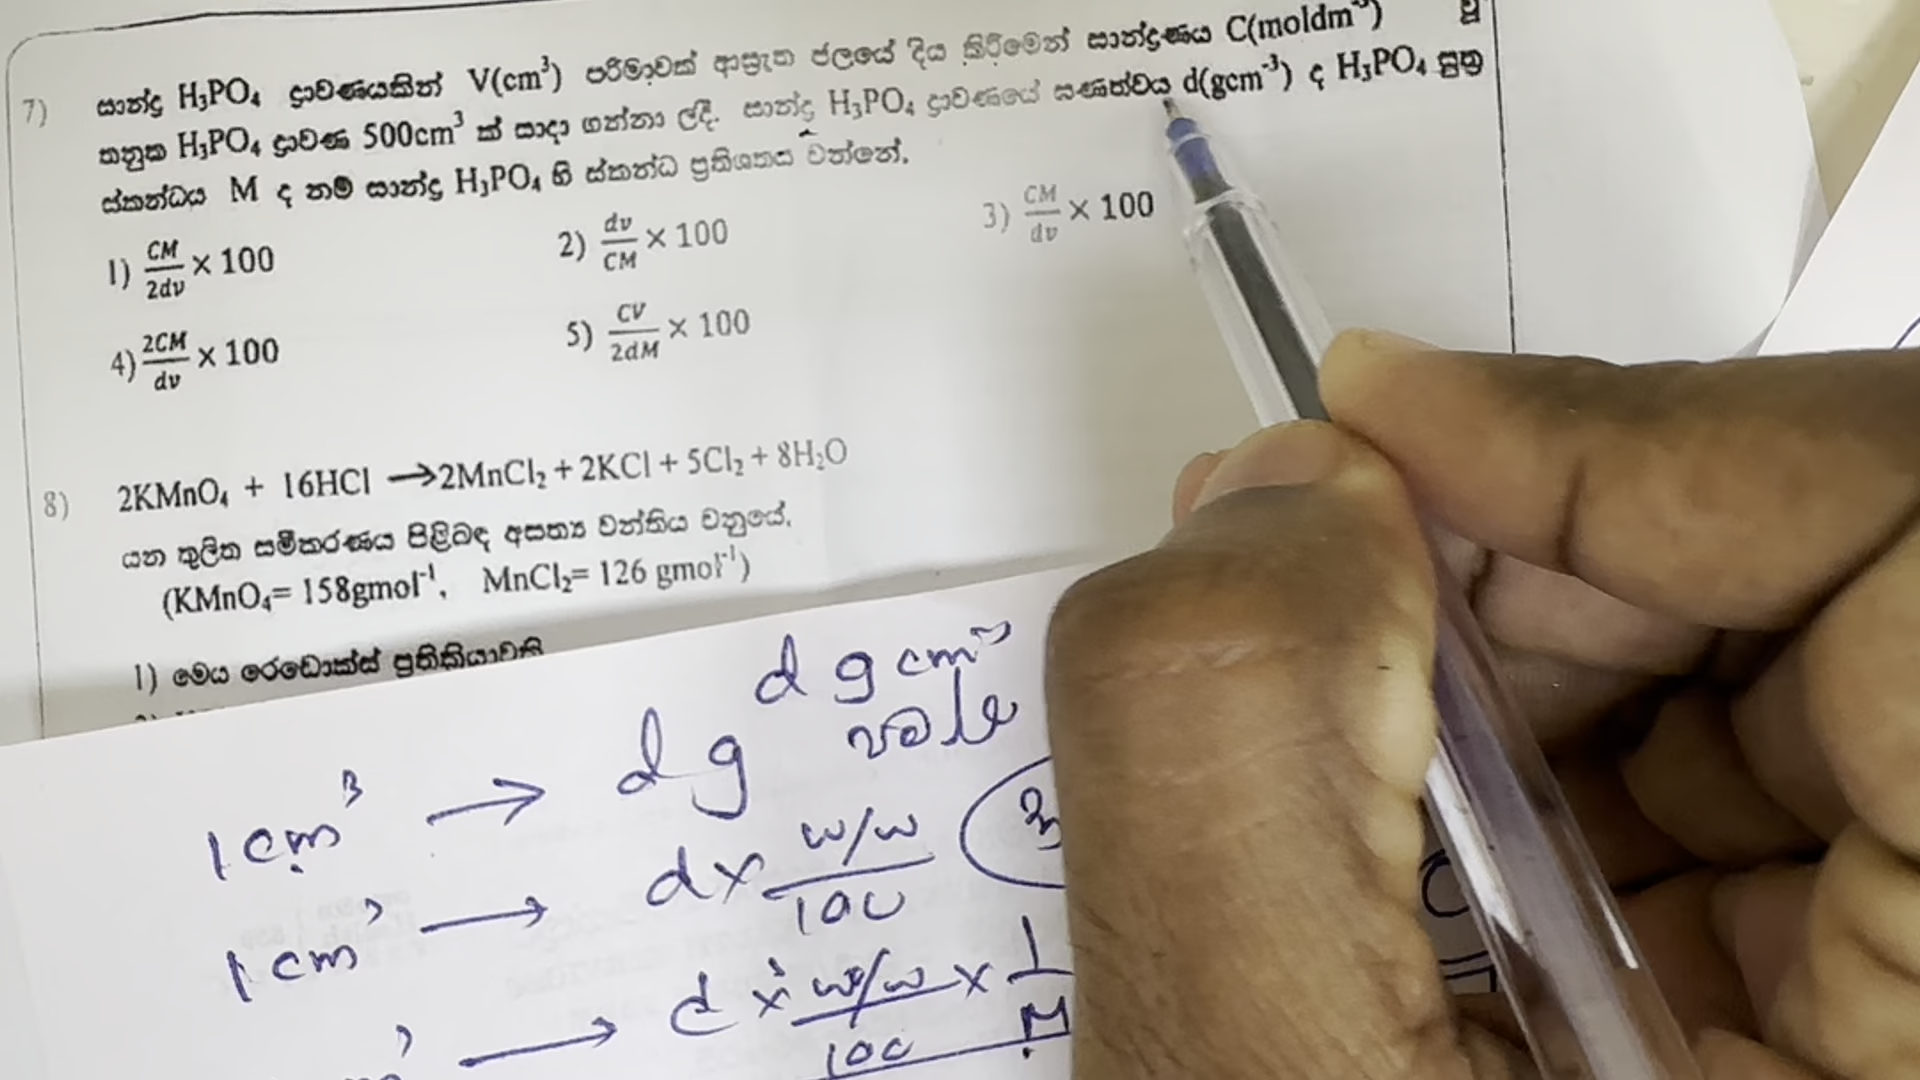 7) සාන්ද්‍ර H₃PO₄ ද්‍රාවණයකින් V(cm³) පරිමාවක් ආස්‍රැත ජලයේ දිය කිරීමෙන් සාන්ද්‍රණය C(moldm⁻³) වූ
තනුක H₃PO₄ ද්‍රාවණ 500cm³ ක් සාදා ගන්නා ලදී. සාන්ද්‍ර H₃PO₄ ද්‍රාවණයේ ඝණත්වය d(gcm⁻³) ද H₃PO₄ සූත්‍ර
ස්කන්ධය M ද නම් සාන්ද්‍ර H₃PO₄ හි ස්කන්ධ ප්‍රතිශතය වන්නේ,
1) CM/2dv × 100 2) dv/CM × 100 3) CM/dv × 100
4) 2CM/dv × 100 5) CV/2dM × 100
8) 2KMnO₄ + 16HCl → 2MnCl₂ + 2KCl + 5Cl₂ + 8H₂O
යන තුලිත සමීකරණය පිළිබඳ අසත්‍ය වන්තිය වනුයේ,
(KMnO₄= 158gmol⁻¹, MnCl₂= 126 gmol⁻¹)
1) මෙය රෙඩොක්ස් ප්‍රතික්‍රියාවකි
d g cm
1 cm³ → d g
1 cm³ → d × w/w / 100
→ d × w/w / 100 × 1/M